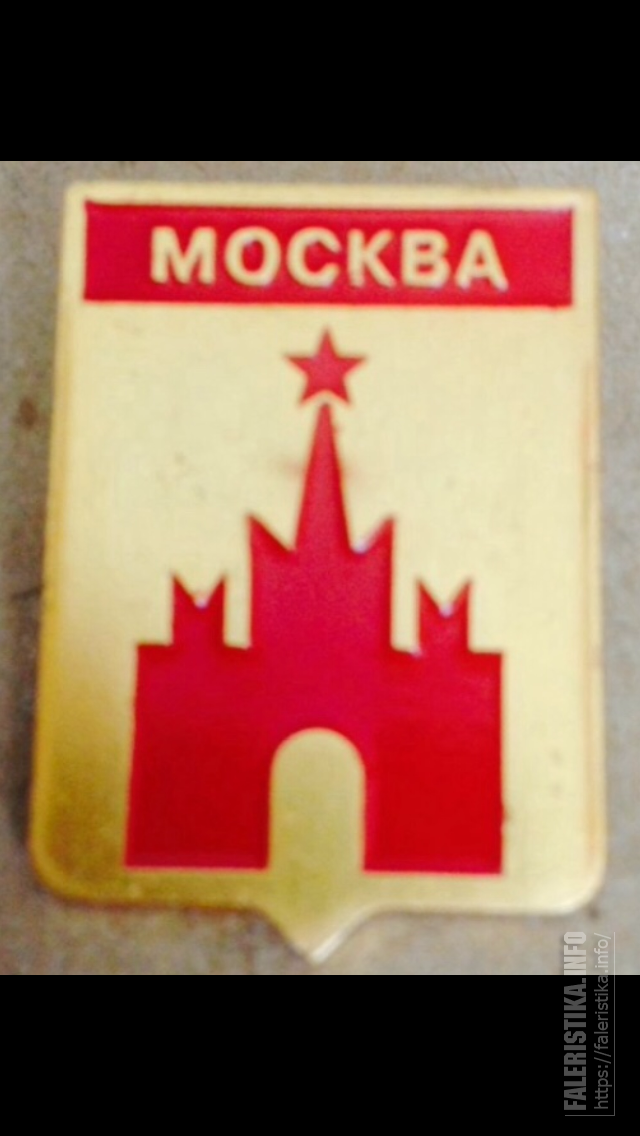 МОСКВА
FALERISTIKA.INFO
https://faleristika.info/